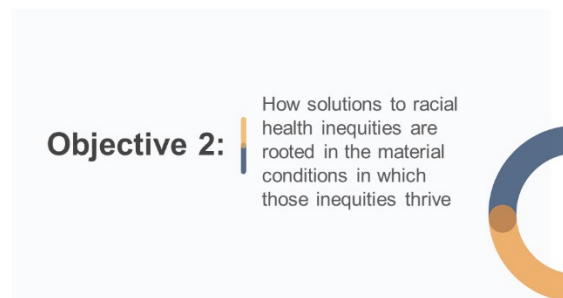 Objective 2:
How solutions to racial
health inequities are
rooted in the material
conditions in which
those inequities thrive